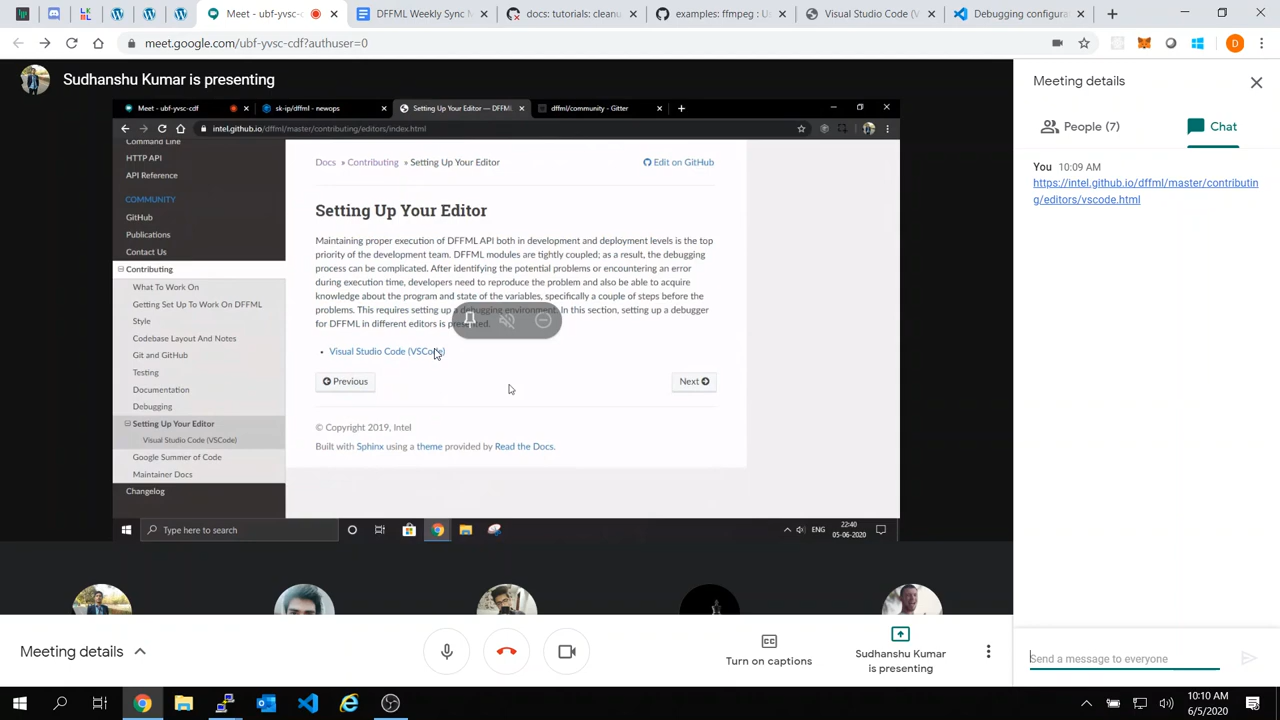 Meet - ubf-yvsc-c
DFFML Weekly Sync M
docs: tutorials: cleanu
examples: ffmpeg : Us
Visual Studio Code (V
Debugging configura
meet.google.com/ubf-yvsc-cdf?authuser=0
D
Sudhanshu Kumar is presenting
Meet - ubf-yvsc-cdf
sk-ip/dffml - newops
Setting Up Your Editor — DFFML
dffml/community - Gitter
intel.github.io/dffml/master/contributing/editors/index.html
Command Line
HTTP API
API Reference
COMMUNITY
GitHub
Publications
Contact Us
Contributing
What To Work On
Getting Set Up To Work On DFFML
Style
Codebase Layout And Notes
Git and GitHub
Testing
Documentation
Debugging
Setting Up Your Editor
Visual Studio Code (VSCode)
Google Summer of Code
Maintainer Docs
Changelog
Docs » Contributing » Setting Up Your Editor
Edit on GitHub
Setting Up Your Editor
Maintaining proper execution of DFFML API both in development and deployment levels is the top
priority of the development team. DFFML modules are tightly coupled; as a result, the debugging
process can be complicated. After identifying the potential problems or encountering an error
during execution time, developers need to reproduce the problem and also be able to acquire
knowledge about the program and state of the variables, specifically a couple of steps before the
problems. This requires setting up a debugging environment. In this section, setting up a debugger
for DFFML in different editors is presented.
• Visual Studio Code (VSCode)
Previous
Next
© Copyright 2019, Intel
Built with Sphinx using a theme provided by Read the Docs.
Type here to search
ENG
22:40
05-06-2020
Meeting details
People (7)
Chat
You 10:09 AM
https://intel.github.io/dffml/master/contributin
g/editors/vscode.html
Send a message to everyone
Meeting details
Turn on captions
Sudhanshu Kumar
is presenting
10:10 AM
6/5/2020